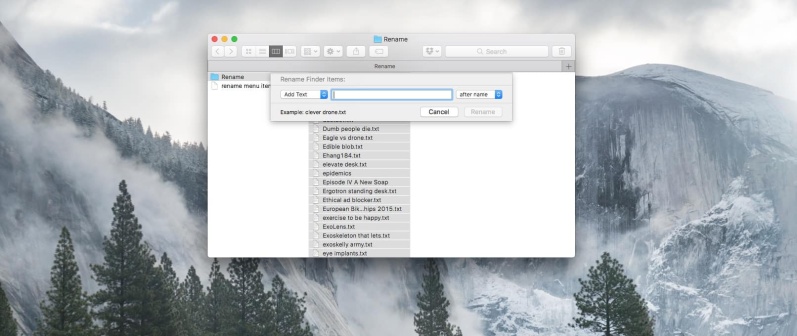 Rename
Search
Rename
Rename
rename menu iter
Rename Finder Items:
Add Text
after name
Example: clever drone.txt
Cancel
Rename
Dumb people die.txt
Eagle vs drone.txt
Edible blob.txt
Ehang184.txt
elevate desk.txt
epidemics
Episode IV A New Soap
Ergotron standing desk.txt
Ethical ad blocker.txt
European Bik...hips 2015.txt
exercise to be happy.txt
ExoLens.txt
Exoskeleton that lets.txt
exoskelly army.txt
eye implants.txt